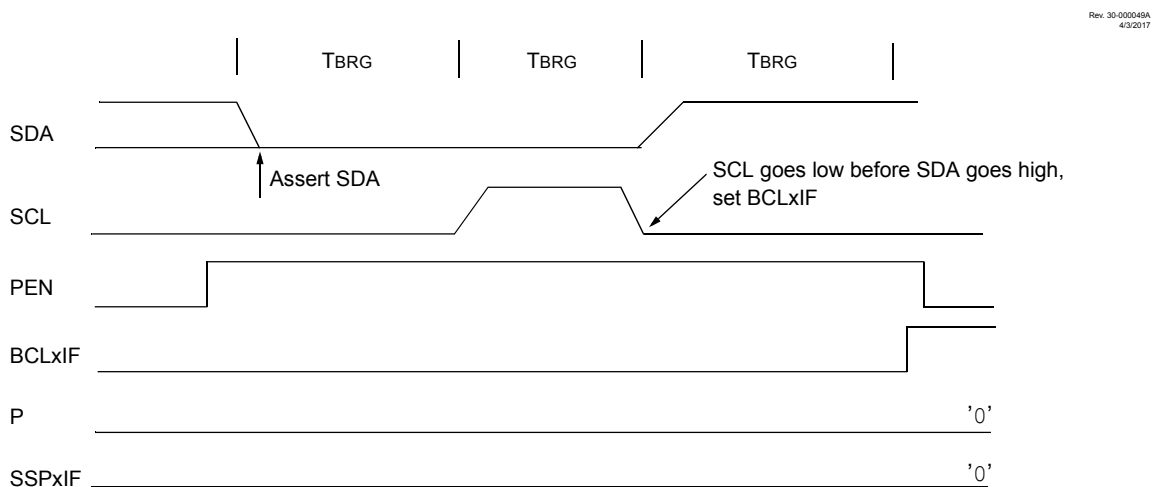 Rev. 30-000049A
4/3/2017
TBRG TBRG TBRG
SDA
Assert SDA
SCL goes low before SDA goes high,
set BCLxIF
SCL
PEN
BCLxIF
P '0'
SSPxIF '0'